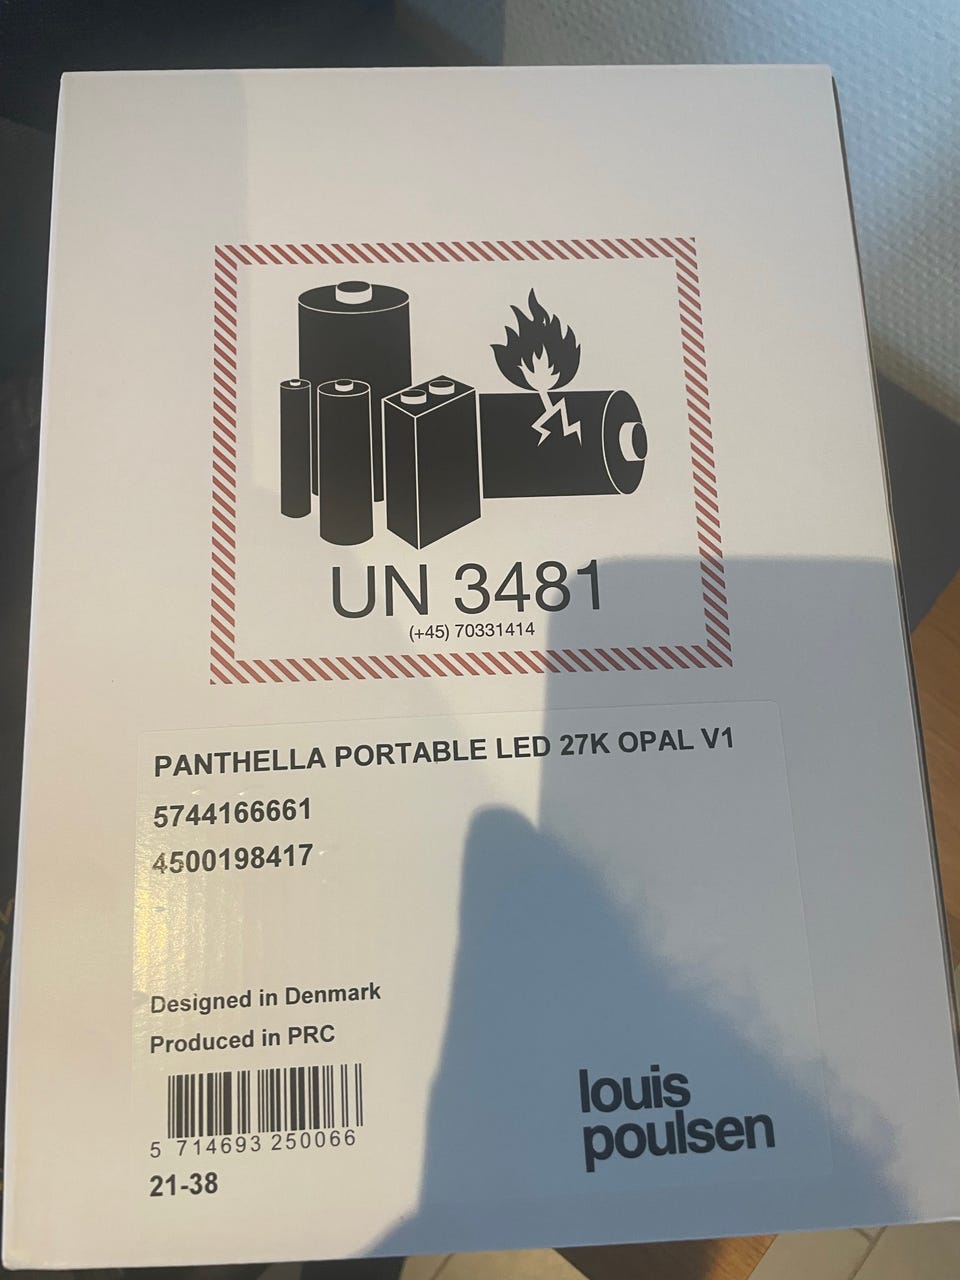 UN 3481
(+45) 70331414
PANTHELLA PORTABLE LED 27K OPAL V1
5744166661
4500198417
Designed in Denmark
Produced in PRC
5 714693 250066
21-38
louis
poulsen